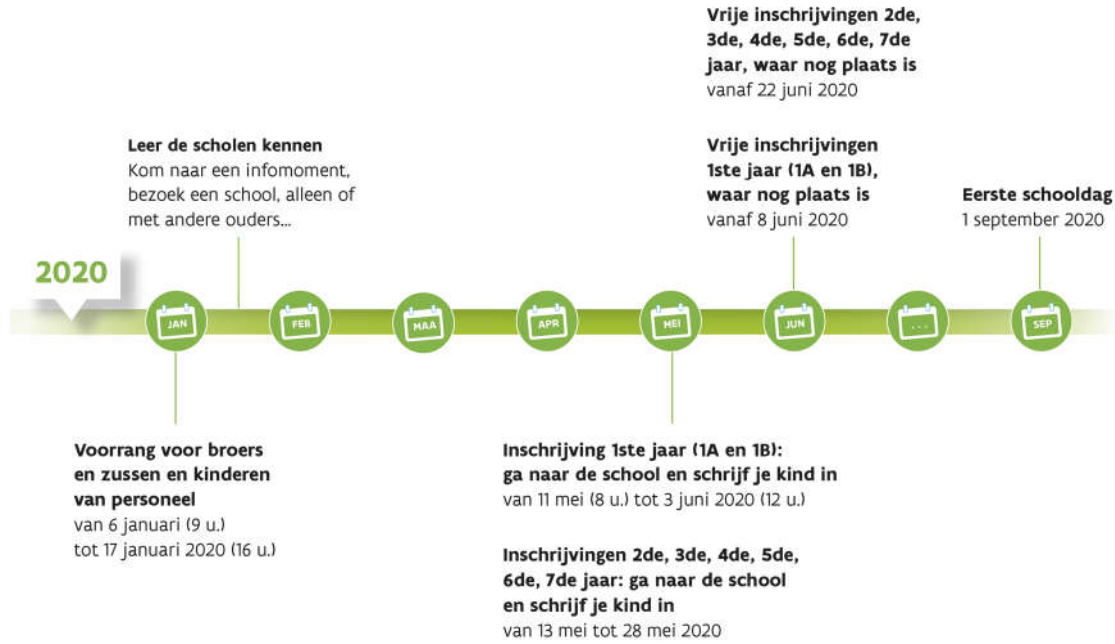 Vrije inschrijvingen 2de,
3de, 4de, 5de, 6de, 7de
jaar, waar nog plaats is
vanaf 22 juni 2020
Leer de scholen kennen
Kom naar een infomoment,
bezoek een school, alleen of
met andere ouders...
Vrije inschrijvingen
1ste jaar (1A en 1B),
waar nog plaats is
vanaf 8 juni 2020
Eerste schooldag
1 september 2020
2020
JAN
FEB
MAA
APR
MEI
JUN
...
SEP
Voorrang voor broers
en zussen en kinderen
van personeel
van 6 januari (9 u.)
tot 17 januari 2020 (16 u.)
Inschrijving 1ste jaar (1A en 1B):
ga naar de school en schrijf je kind in
van 11 mei (8 u.) tot 3 juni 2020 (12 u.)
Inschrijvingen 2de, 3de, 4de, 5de,
6de, 7de jaar: ga naar de school
en schrijf je kind in
van 13 mei tot 28 mei 2020